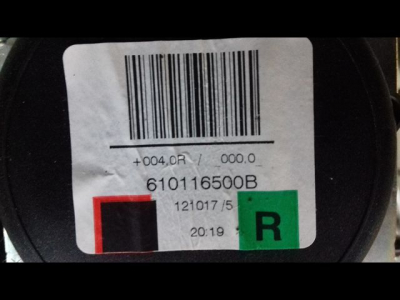 +004.0R / 000.0
610116500B
121017 /5
R
20:19